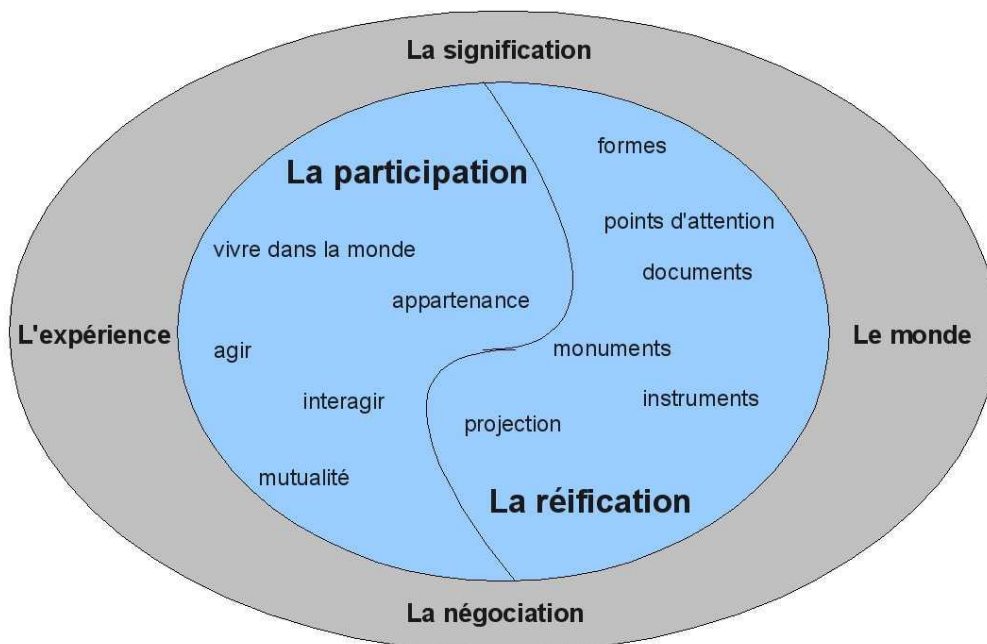 La signification
formes
La participation
points d'attention
vivre dans la monde
documents
appartenance
L'expérience
Le monde
agir
monuments
interagir
instruments
projection
mutualité
La réification
La négociation